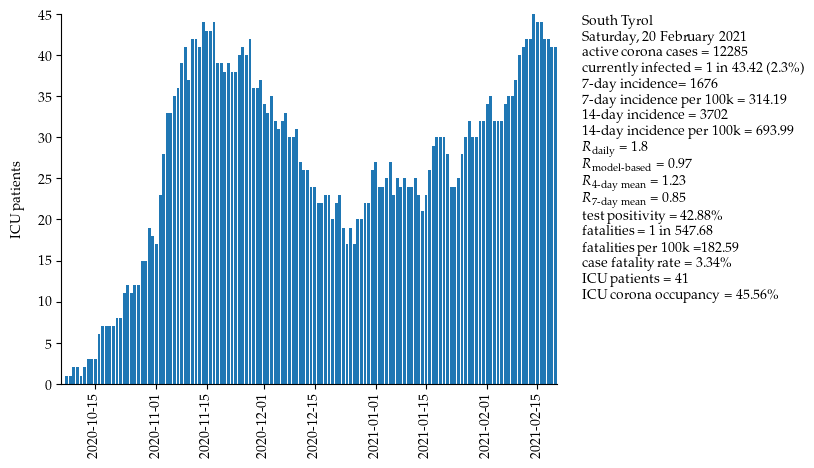 45
40
35
30
25
20
15
10
5
0
ICU patients
2020-10-15
2020-11-01
2020-11-15
2020-12-01
2020-12-15
2021-01-01
2021-01-15
2021-02-01
2021-02-15
South Tyrol
Saturday, 20 February 2021
active corona cases = 12285
currently infected = 1 in 43.42 (2.3%)
7-day incidence= 1676
7-day incidence per 100k = 314.19
14-day incidence = 3702
14-day incidence per 100k = 693.99
R daily = 1.8
R model-based = 0.97
R 4-day mean = 1.23
R 7-day mean = 0.85
test positivity = 42.88%
fatalities = 1 in 547.68
fatalities per 100k =182.59
case fatality rate = 3.34%
ICU patients = 41
ICU corona occupancy = 45.56%